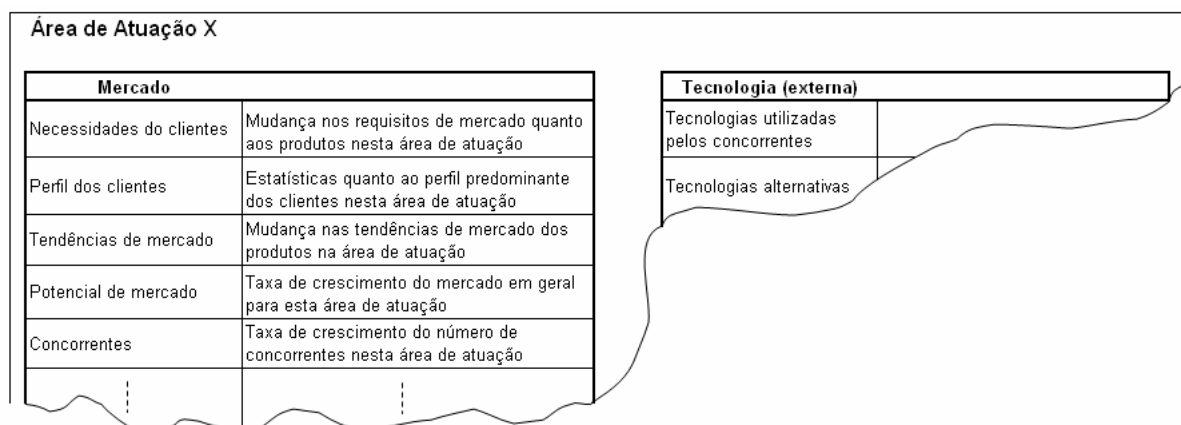 Área de Atuação X
Mercado
Necessidades do clientes
Mudança nos requisitos de mercado quanto
aos produtos nesta área de atuação
Perfil dos clientes
Estatísticas quanto ao perfil predominante
dos clientes nesta área de atuação
Tendências de mercado
Mudança nas tendências de mercado dos
produtos na área de atuação
Potencial de mercado
Taxa de crescimento do mercado em geral
para esta área de atuação
Concorrentes
Taxa de crescimento do número de
concorrentes nesta área de atuação
Tecnologia (externa)
Tecnologias utilizadas
pelos concorrentes
Tecnologias alternativas